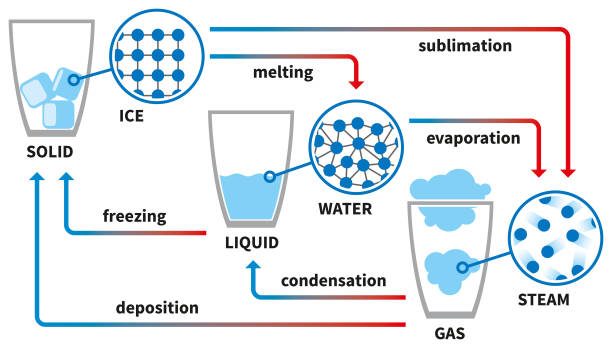 sublimation
melting
ICE
SOLID
evaporation
WATER
freezing
LIQUID
condensation
STEAM
deposition
GAS